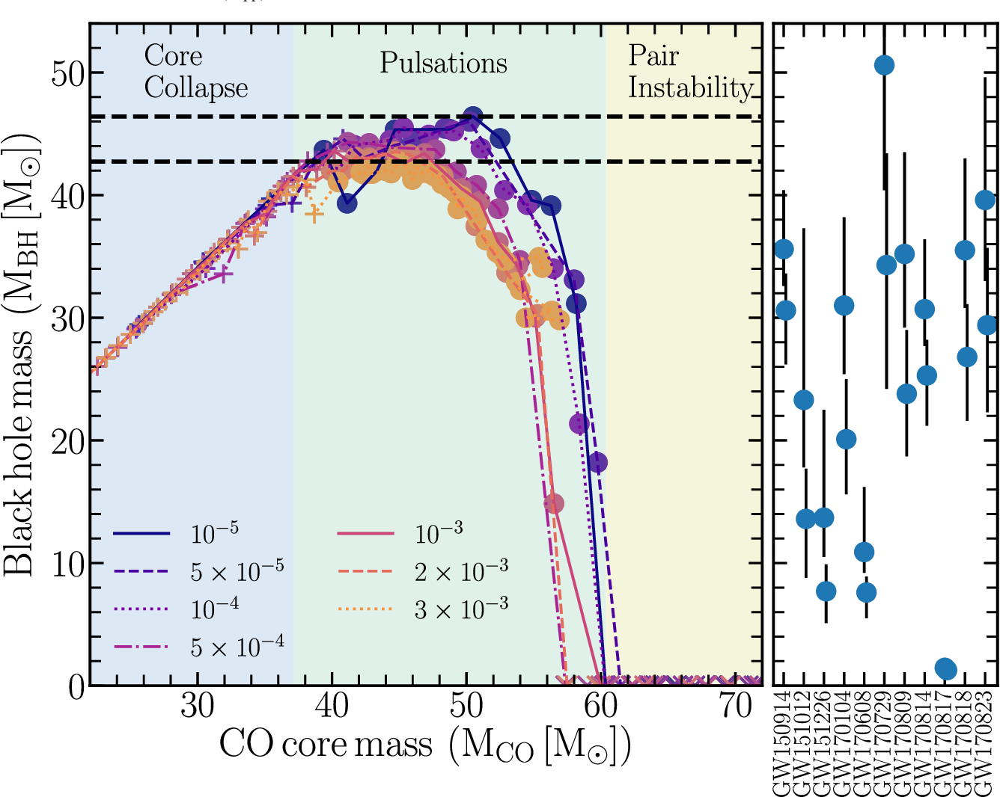 Core
Collapse
Pulsations
Pair
Instability
50
40
30
20
10
0
Black hole mass (M_BH [M_⊙])
10⁻⁵
5 × 10⁻⁵
10⁻⁴
5 × 10⁻⁴
10⁻³
2 × 10⁻³
3 × 10⁻³
30 40 50 60 70
CO core mass (M_CO [M_⊙])
GW150914
GW151012
GW151226
GW170104
GW170608
GW170729
GW170809
GW170814
GW170817
GW170818
GW170823